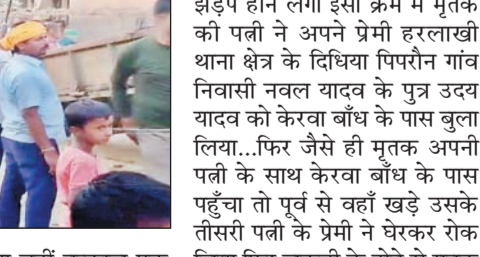 झड़प होने लगी इसी क्रम में मृतक
की पत्नी ने अपने प्रेमी हरलाखी
थाना क्षेत्र के दिधिया पिपरौन गांव
निवासी नवल यादव के पुत्र उदय
यादव को केरवा बाँध के पास बुला
लिया...फिर जैसे ही मृतक अपनी
पत्नी के साथ केरवा बाँध के पास
पहुँचा तो पूर्व से वहाँ खड़े उसके
तीसरी पत्नी के प्रेमी ने घेरकर रोक